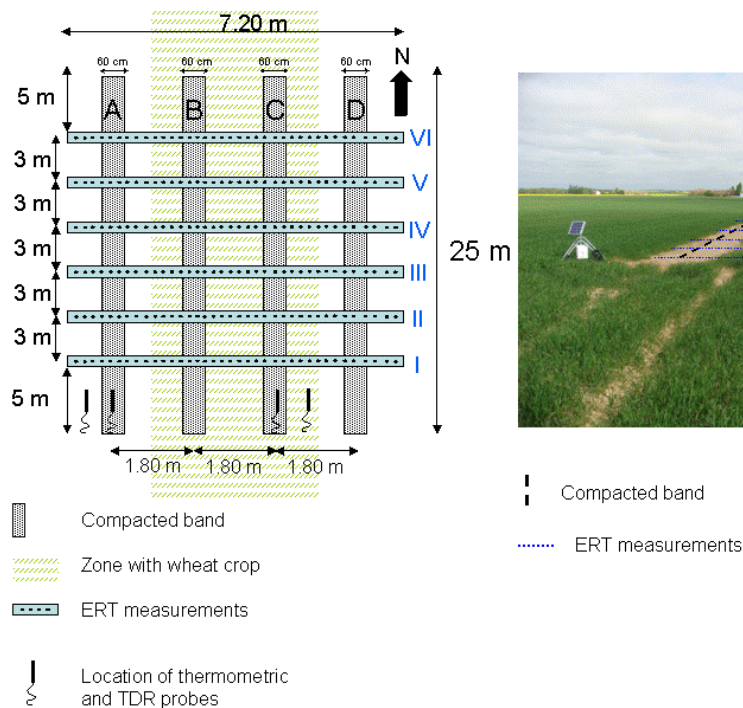 7.20 m
60 cm 60 cm 60 cm 60 cm
N
5 m
A B C D
VI
3 m
V
3 m
IV
3 m
25 m
III
3 m
II
3 m
I
5 m
1.80 m 1.80 m 1.80 m
Compacted band
Zone with wheat crop
ERT measurements
Location of thermometric
and TDR probes
Compacted band
ERT measurements